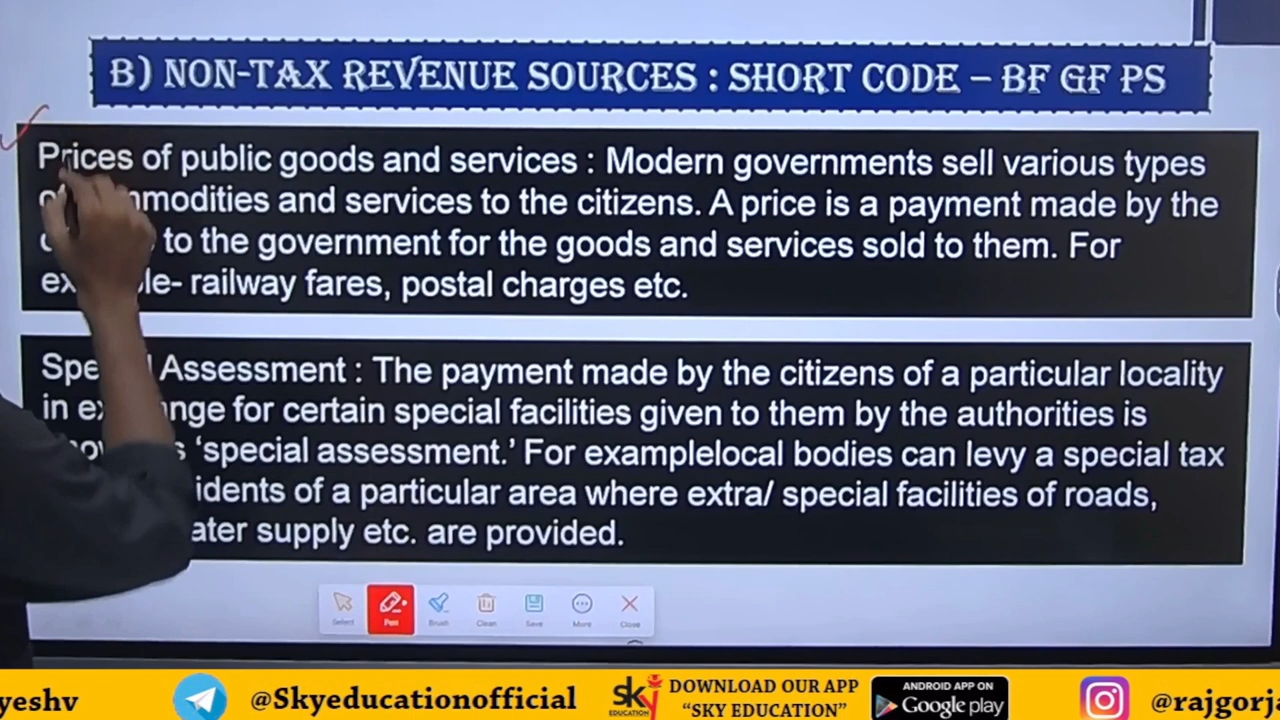 B) NON-TAX REVENUE SOURCES : SHORT CODE – BF GF PS
Prices of public goods and services : Modern governments sell various types
mmodities and services to the citizens. A price is a payment made by the
to the government for the goods and services sold to them. For
ex le- railway fares, postal charges etc.
Spe l Assessment : The payment made by the citizens of a particular locality
in ex nge for certain special facilities given to them by the authorities is
s ‘special assessment.’ For examplelocal bodies can levy a special tax
idents of a particular area where extra/ special facilities of roads,
ater supply etc. are provided.
Select Pen Brush Clean Save More Close
yeshv @Skyeducationofficial sky EDUCATION DOWNLOAD OUR APP “SKY EDUCATION” ANDROID APP ON Google play @rajgorja